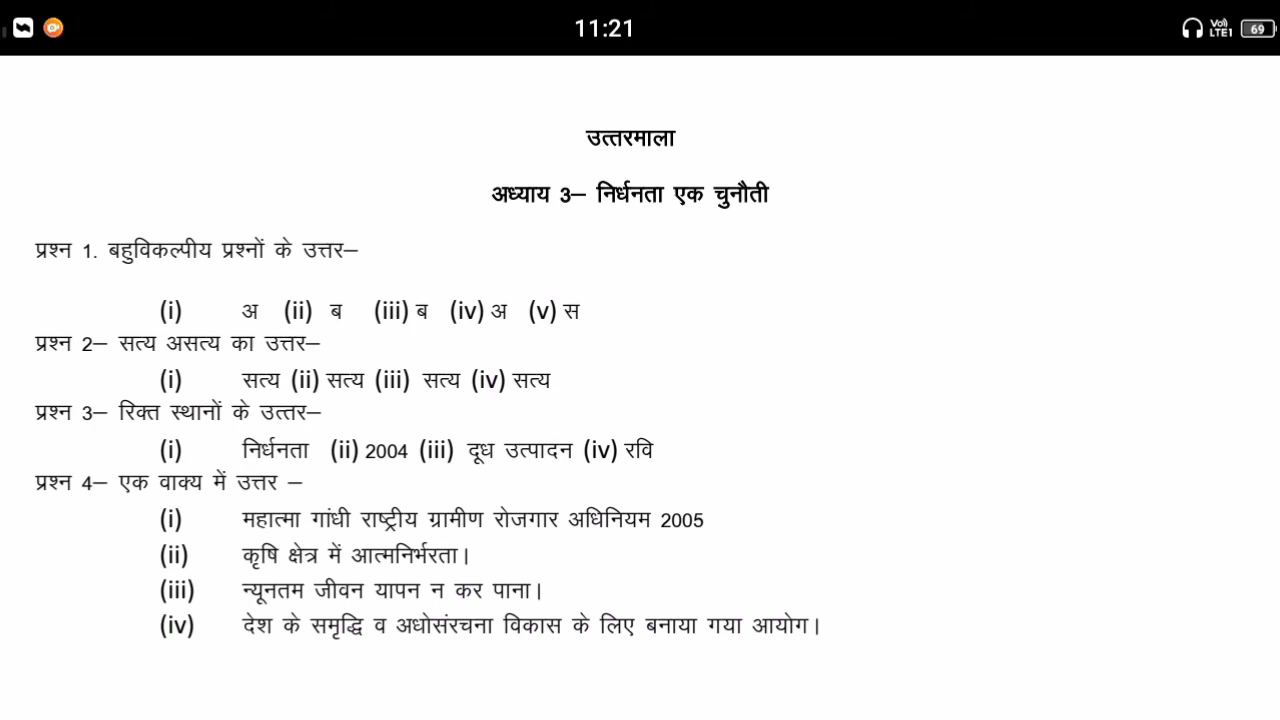 11:21
Vo) LTE1 69
उत्तरमाला
अध्याय 3– निर्धनता एक चुनौती
प्रश्न 1. बहुविकल्पीय प्रश्नों के उत्तर–
(i) अ (ii) ब (iii) ब (iv) अ (v) स
प्रश्न 2– सत्य असत्य का उत्तर–
(i) सत्य (ii) सत्य (iii) सत्य (iv) सत्य
प्रश्न 3– रिक्त स्थानों के उत्तर–
(i) निर्धनता (ii) 2004 (iii) दूध उत्पादन (iv) रवि
प्रश्न 4– एक वाक्य में उत्तर –
(i) महात्मा गांधी राष्ट्रीय ग्रामीण रोजगार अधिनियम 2005
(ii) कृषि क्षेत्र में आत्मनिर्भरता।
(iii) न्यूनतम जीवन यापन न कर पाना।
(iv) देश के समृद्धि व अधोसंरचना विकास के लिए बनाया गया आयोग।